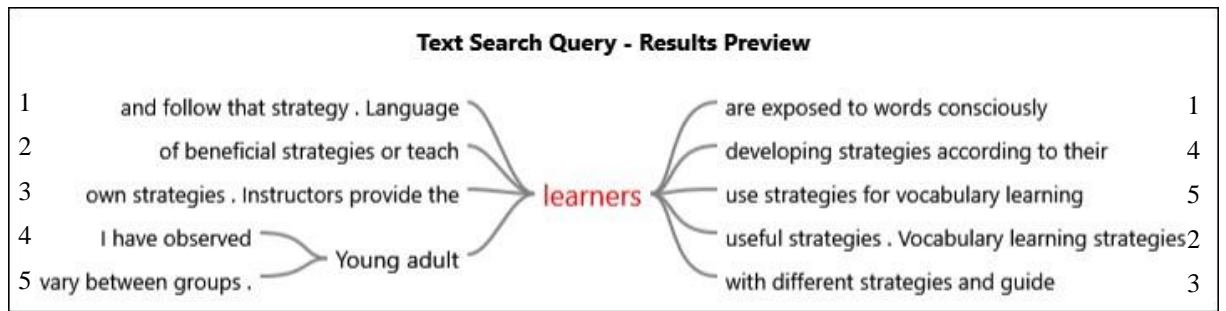 Text Search Query - Results Preview
1 and follow that strategy . Language
2 of beneficial strategies or teach
3 own strategies . Instructors provide the
4 I have observed
Young adult
5 vary between groups .
learners
are exposed to words consciously 1
developing strategies according to their 4
use strategies for vocabulary learning 5
useful strategies . Vocabulary learning strategies 2
with different strategies and guide 3